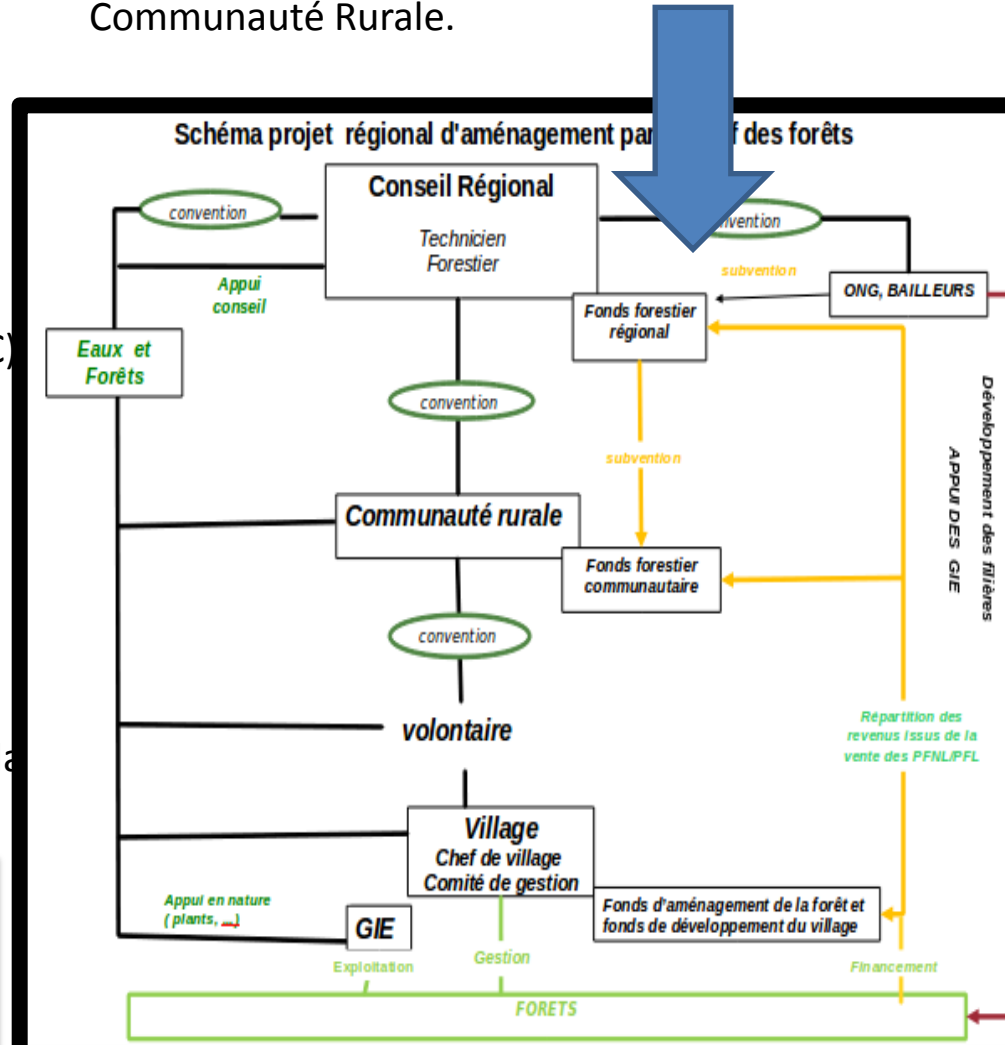 Communauté Rurale.
Schéma projet régional d'aménagement par f des forêts
Conseil Régional
Technicien
Forestier
convention
nvention
Appui
conseil
subvention
ONG, BAILLEURS
Fonds forestier
régional
C)
Eaux et
Forêts
convention
Développement des filières
APPUI DES GIE
subvention
Communauté rurale
Fonds forestier
communautaire
convention
volontaire
Répartition des
revenus issus de la
vente des PFNL/PFL
a
Village
Chef de village
Comité de gestion
Appui en nature
( plants, ...)
GIE
Fonds d'aménagement de la forêt et
fonds de développement du village
Exploitation
Gestion
Financement
FORETS